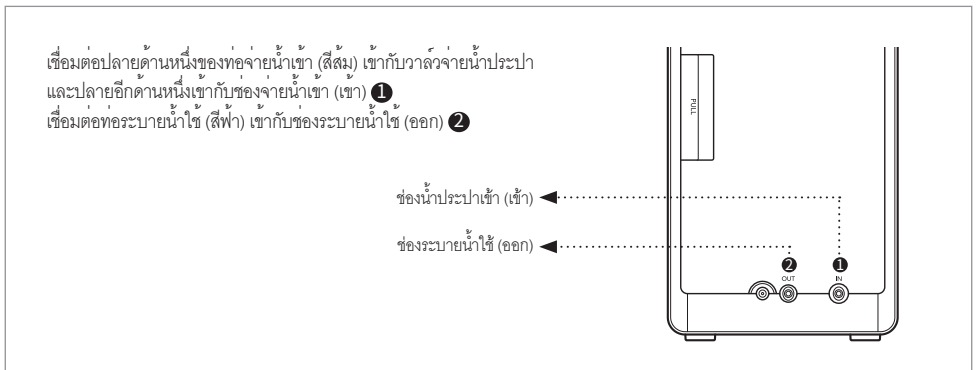 เชื่อมต่อปลายด้านหนึ่งของท่อจ่ายน้ำเข้า (สีส้ม) เข้ากับวาล์วจ่ายน้ำประปา
และปลายอีกด้านหนึ่งเข้ากับช่องจ่ายน้ำเข้า (เข้า) ❶
เชื่อมต่อท่อระบายน้ำใช้ (สีฟ้า) เข้ากับช่องระบายน้ำใช้ (ออก) ❷
PULL
ช่องน้ำประปาเข้า (เข้า)
ช่องระบายน้ำใช้ (ออก)
❷ ❶
OUT IN